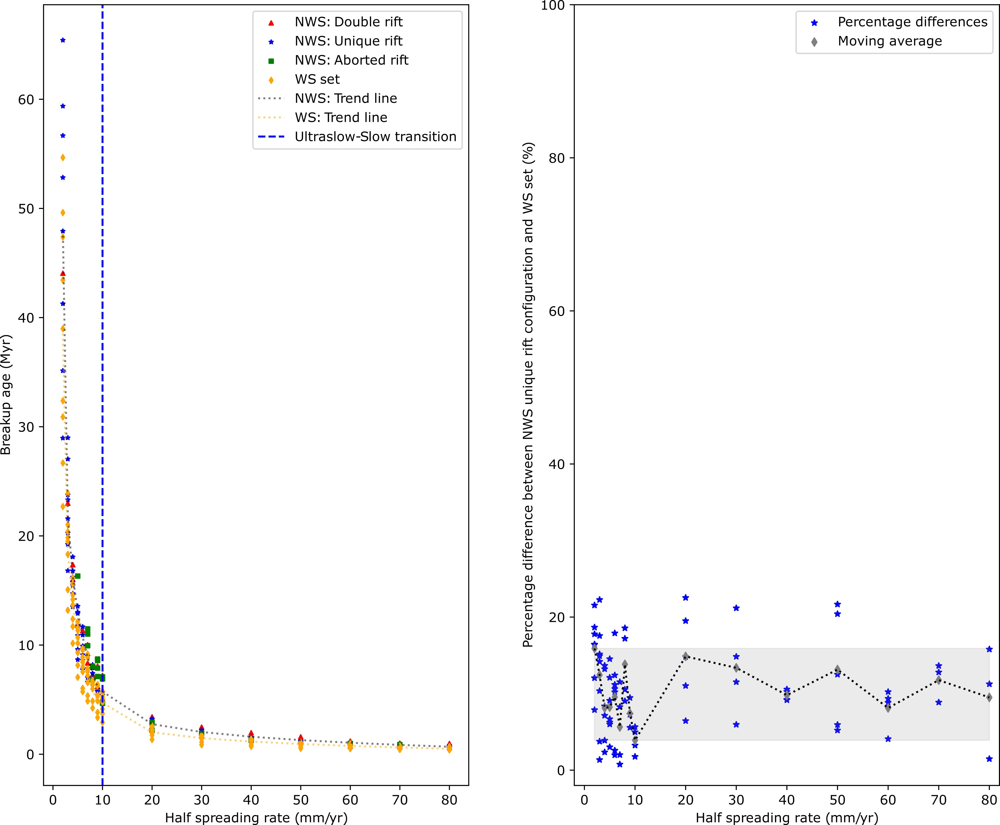 NWS: Double rift
NWS: Unique rift
NWS: Aborted rift
WS set
NWS: Trend line
WS: Trend line
Ultraslow-Slow transition
60
50
40
30
20
10
0
Breakup age (Myr)
0 10 20 30 40 50 60 70 80
Half spreading rate (mm/yr)
Percentage differences
Moving average
100
80
60
40
20
0
Percentage difference between NWS unique rift configuration and WS set (%)
0 10 20 30 40 50 60 70 80
Half spreading rate (mm/yr)